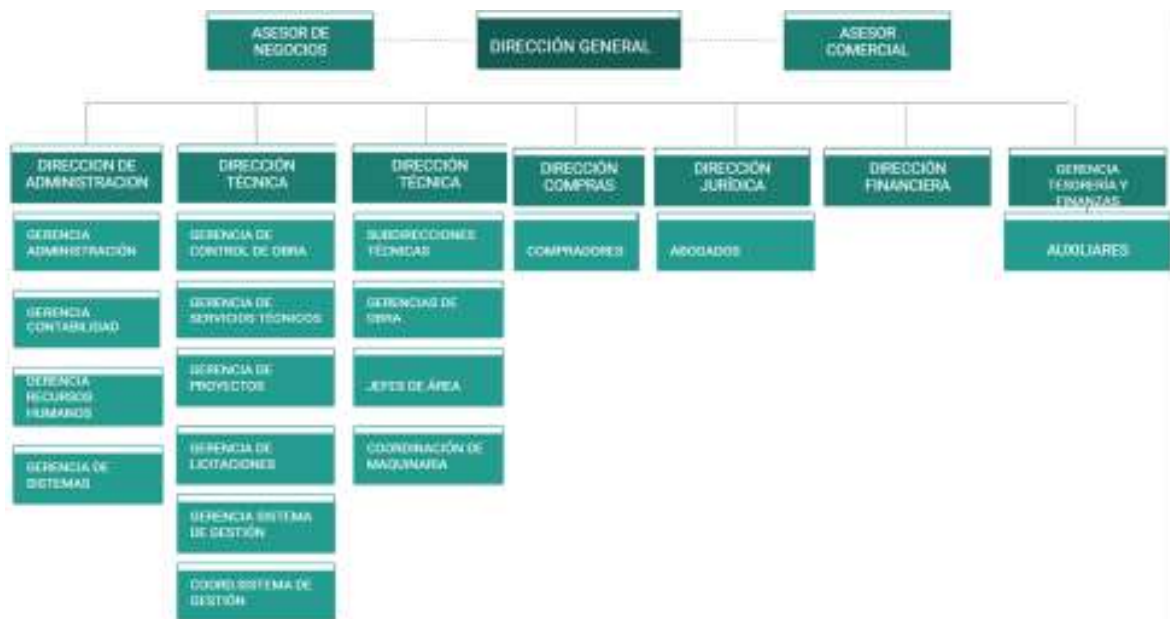 ASESOR DE
NEGOCIOS
DIRECCIÓN GENERAL
ASESOR
COMERCIAL
DIRECCION DE
ADMINISTRACION
DIRECCIÓN
TÉCNICA
DIRECCIÓN
TÉCNICA
DIRECCIÓN
COMPRAS
DIRECCIÓN
JURÍDICA
DIRECCIÓN
FINANCIERA
GERENCIA
TESORERÍA Y
FINANZAS
GERENCIA
ADMINISTRACIÓN
GERENCIA DE
CONTROL DE OBRA
SUBDIRECCIONES
TÉCNICAS
COMPRADORES
ABOGADOS
AUXILIARES
GERENCIA
CONTABILIDAD
GERENCIA DE
SERVICIOS TÉCNICOS
GERENCIAS DE
OBRA
GERENCIA
RECURSOS
HUMANOS
GERENCIA DE
PROYECTOS
JEFES DE ÁREA
GERENCIA DE
SISTEMAS
GERENCIA DE
LICITACIONES
COORDINACIÓN DE
MAQUINARIA
GERENCIA SISTEMA
DE GESTIÓN
COORD.SISTEMA DE
GESTIÓN